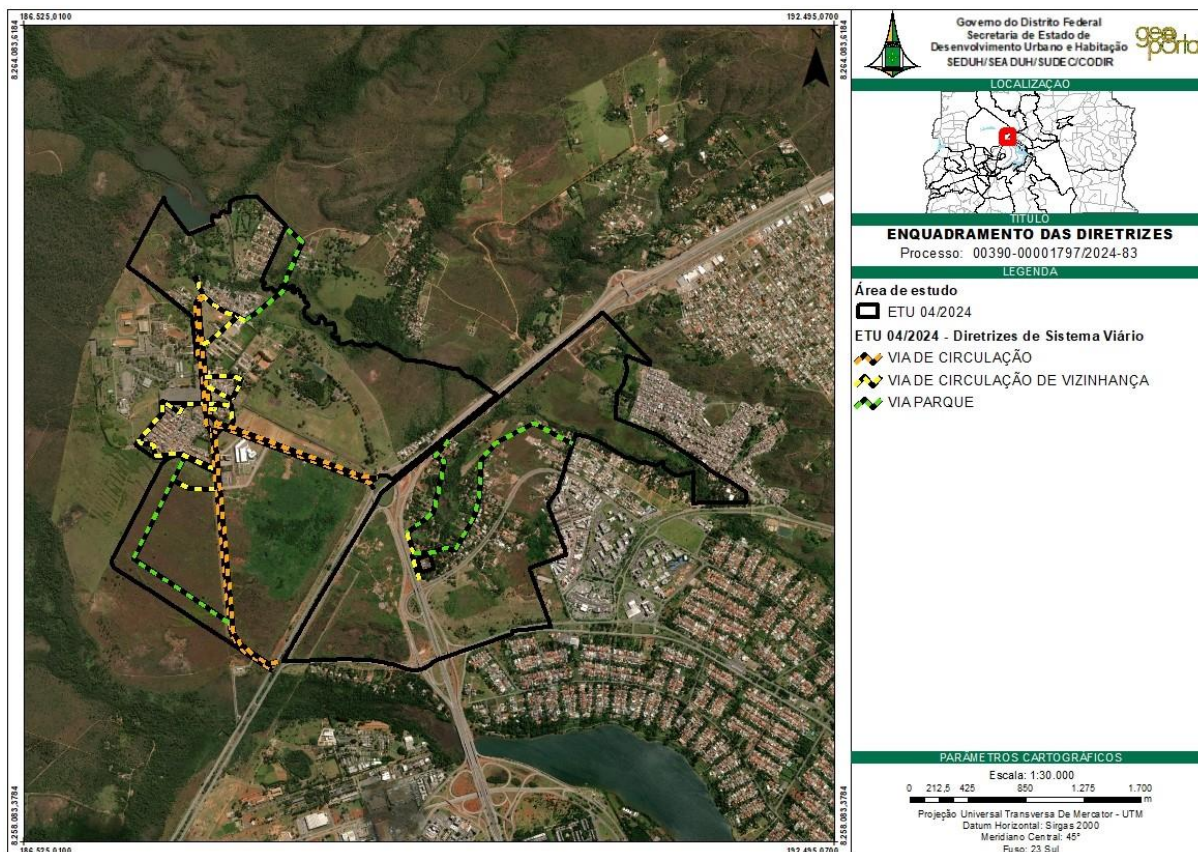 186.525,0100
192.495,0700
8.264.083,6184
8.264.083,6184
8.258.083,3784
8.258.083,3784
186.525,0100
192.495,0700
Governo do Distrito Federal
Secretaria de Estado de
Desenvolvimento Urbano e Habitação
SEDUH/SEADUH/SUDEC/CODIR
geoportal
LOCALIZAÇÃO
TÍTULO
ENQUADRAMENTO DAS DIRETRIZES
Processo: 00390-00001797/2024-83
LEGENDA
Área de estudo
ETU 04/2024
ETU 04/2024 - Diretrizes de Sistema Viário
VIA DE CIRCULAÇÃO
VIA DE CIRCULAÇÃO DE VIZINHANÇA
VIA PARQUE
PARÂMETROS CARTOGRÁFICOS
Escala: 1:30.000
0 212,5 425 850 1.275 1.700
m
Projeção Universal Transversa De Mercator - UTM
Datum Horizontal: Sirgas 2000
Meridiano Central: 45º
Fuso: 23 Sul